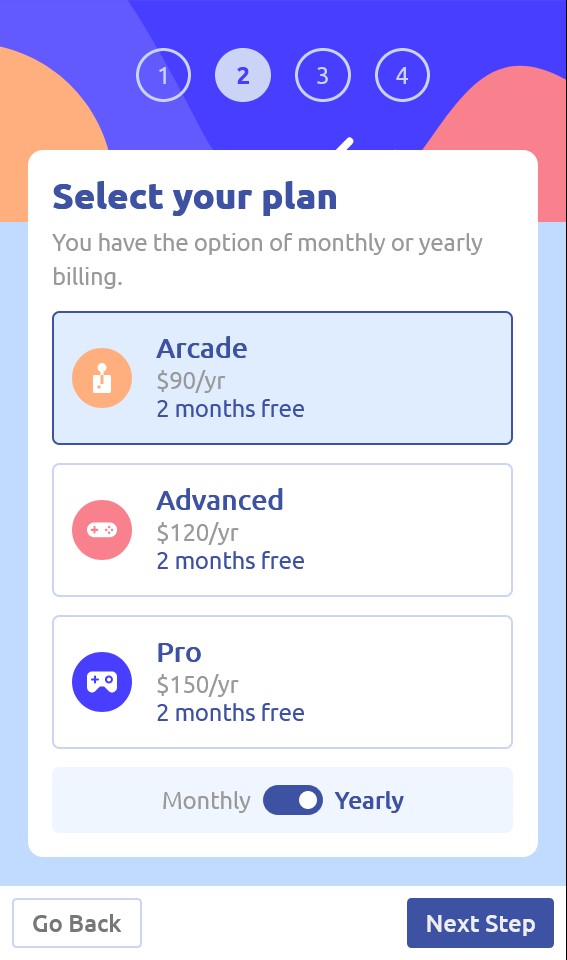 1 2 3 4
Select your plan
You have the option of monthly or yearly
billing.
Arcade
$90/yr
2 months free
Advanced
$120/yr
2 months free
Pro
$150/yr
2 months free
Monthly Yearly
Go Back Next Step